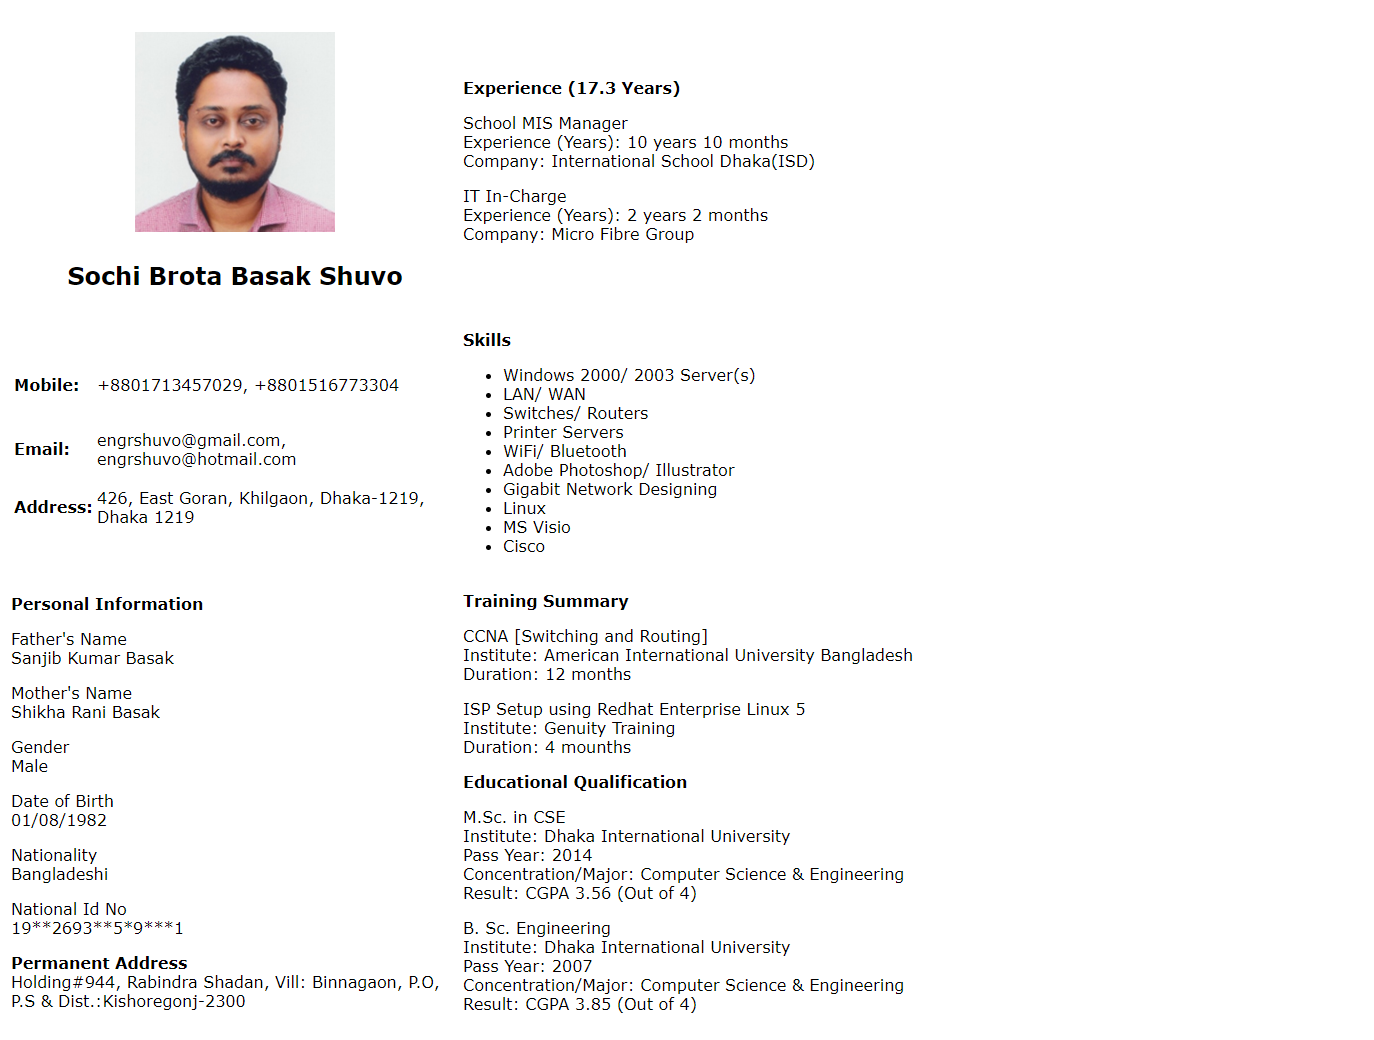 Sochi Brota Basak Shuvo
Mobile: +8801713457029, +8801516773304
Email: engrshuvo@gmail.com,
engrshuvo@hotmail.com
Address: 426, East Goran, Khilgaon, Dhaka-1219,
Dhaka 1219
Personal Information
Father's Name
Sanjib Kumar Basak
Mother's Name
Shikha Rani Basak
Gender
Male
Date of Birth
01/08/1982
Nationality
Bangladeshi
National Id No
19**2693**5*9***1
Permanent Address
Holding#944, Rabindra Shadan, Vill: Binnagaon, P.O,
P.S & Dist.:Kishoregonj-2300
Experience (17.3 Years)
School MIS Manager
Experience (Years): 10 years 10 months
Company: International School Dhaka(ISD)
IT In-Charge
Experience (Years): 2 years 2 months
Company: Micro Fibre Group
Skills
• Windows 2000/ 2003 Server(s)
• LAN/ WAN
• Switches/ Routers
• Printer Servers
• WiFi/ Bluetooth
• Adobe Photoshop/ Illustrator
• Gigabit Network Designing
• Linux
• MS Visio
• Cisco
Training Summary
CCNA [Switching and Routing]
Institute: American International University Bangladesh
Duration: 12 months
ISP Setup using Redhat Enterprise Linux 5
Institute: Genuity Training
Duration: 4 mounths
Educational Qualification
M.Sc. in CSE
Institute: Dhaka International University
Pass Year: 2014
Concentration/Major: Computer Science & Engineering
Result: CGPA 3.56 (Out of 4)
B. Sc. Engineering
Institute: Dhaka International University
Pass Year: 2007
Concentration/Major: Computer Science & Engineering
Result: CGPA 3.85 (Out of 4)